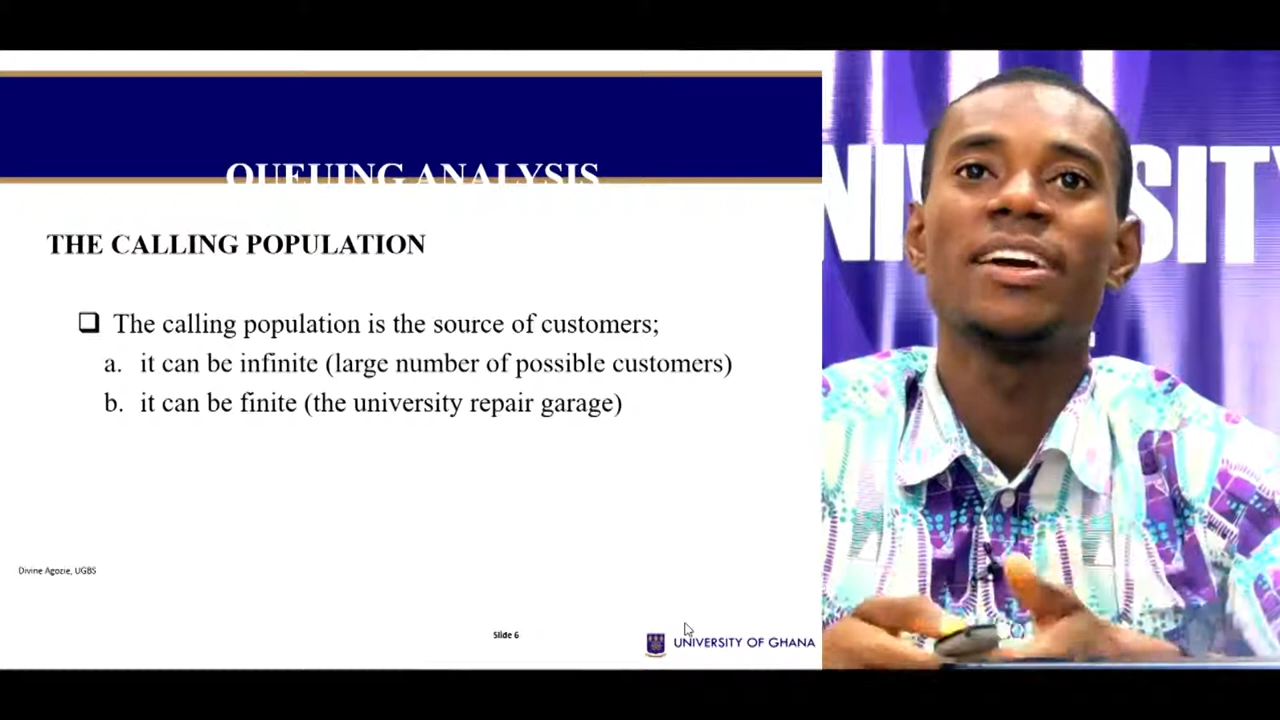 QUEUING ANALYSIS
THE CALLING POPULATION
❑ The calling population is the source of customers;
a. it can be infinite (large number of possible customers)
b. it can be finite (the university repair garage)
Divine Agozie, UGBS
Slide 6
UNIVERSITY OF GHANA
NIV SITY